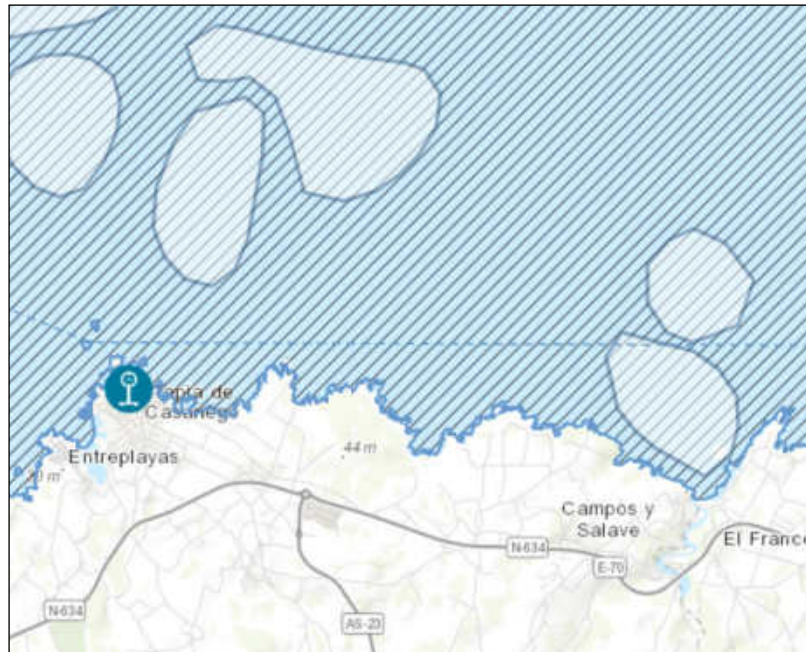 Tapia de
Casariego
Entreplayas
44 m
Campos y
Salave
N-634
E-70
El Franco
N-634
AS-23